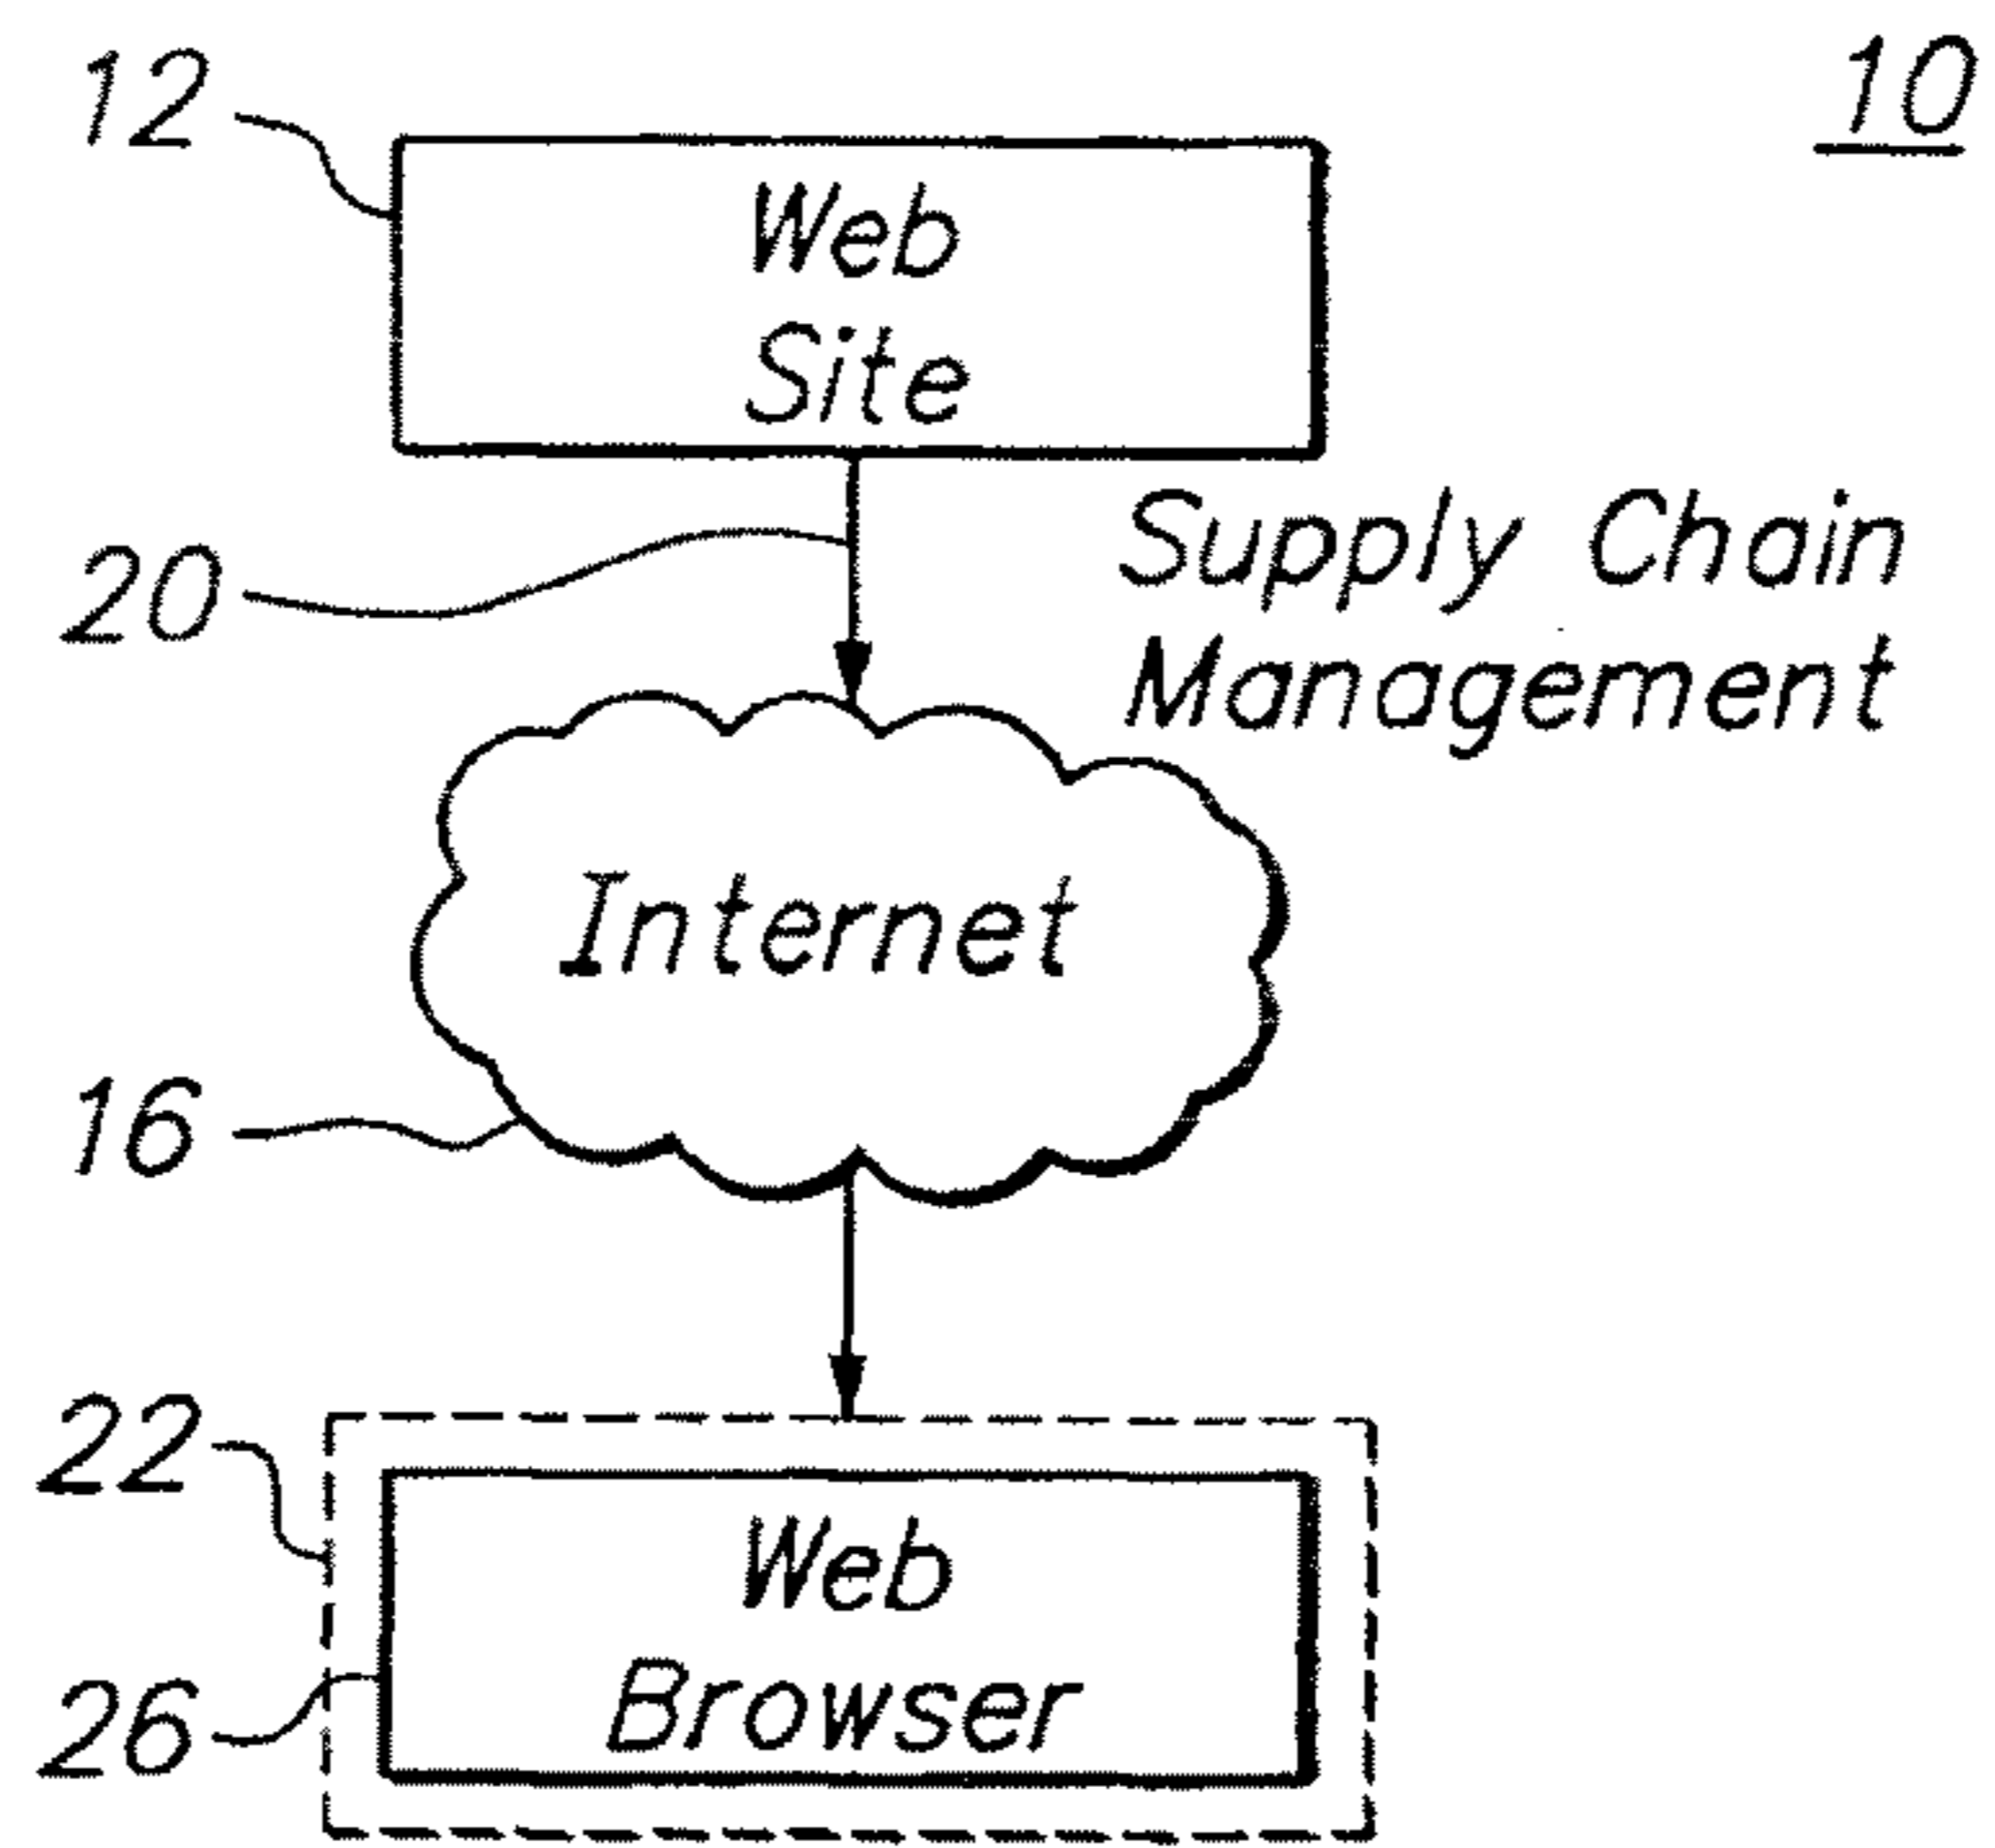 12
10
Web
Site
20
Supply Chain
Management
Internet
16
22
Web
Browser
26